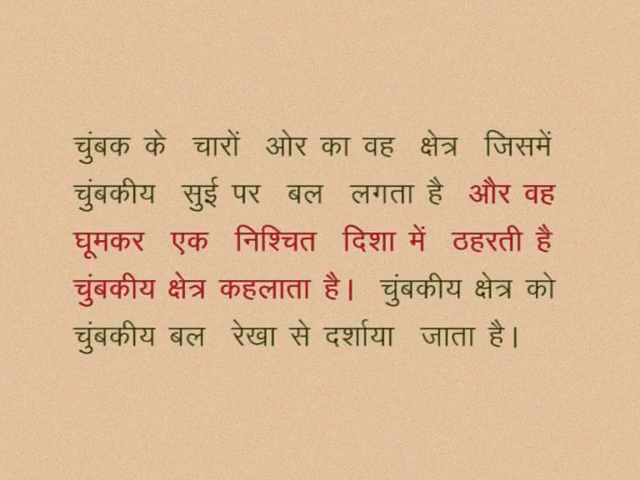 चुंबक के चारों ओर का वह क्षेत्र जिसमें
चुंबकीय सुई पर बल लगता है और वह
घूमकर एक निश्चित दिशा में ठहरती है
चुंबकीय क्षेत्र कहलाता है। चुंबकीय क्षेत्र को
चुंबकीय बल रेखा से दर्शाया जाता है।